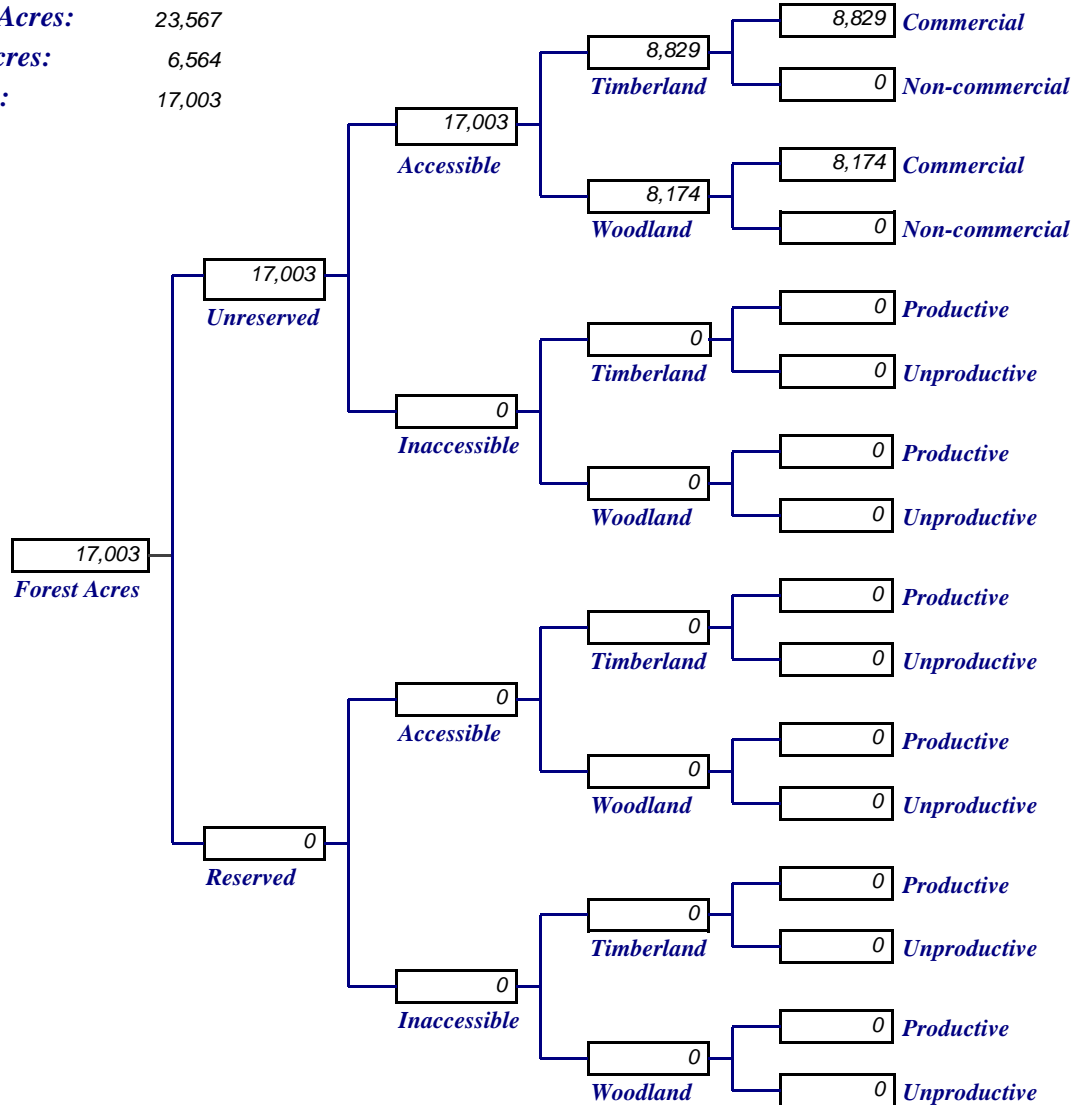 Acres: 23,567
cres: 6,564
: 17,003
8,829 Commercial
8,829
Timberland
0 Non-commercial
17,003
Accessible
8,174 Commercial
8,174
Woodland
0 Non-commercial
17,003
Unreserved
0 Productive
0
Timberland
0 Unproductive
0
Inaccessible
0 Productive
0
Woodland
0 Unproductive
17,003
Forest Acres
0 Productive
0
Timberland
0 Unproductive
0
Accessible
0 Productive
0
Woodland
0 Unproductive
0
Reserved
0 Productive
0
Timberland
0 Unproductive
0
Inaccessible
0 Productive
0
Woodland
0 Unproductive